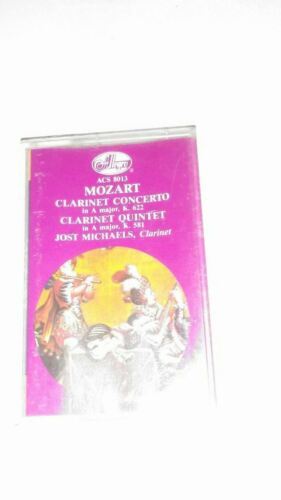 ACS 8013
MOZART
CLARINET CONCERTO
in A major, K. 622
CLARINET QUINTET
in A major, K. 581
JOST MICHAELS, Clarinet